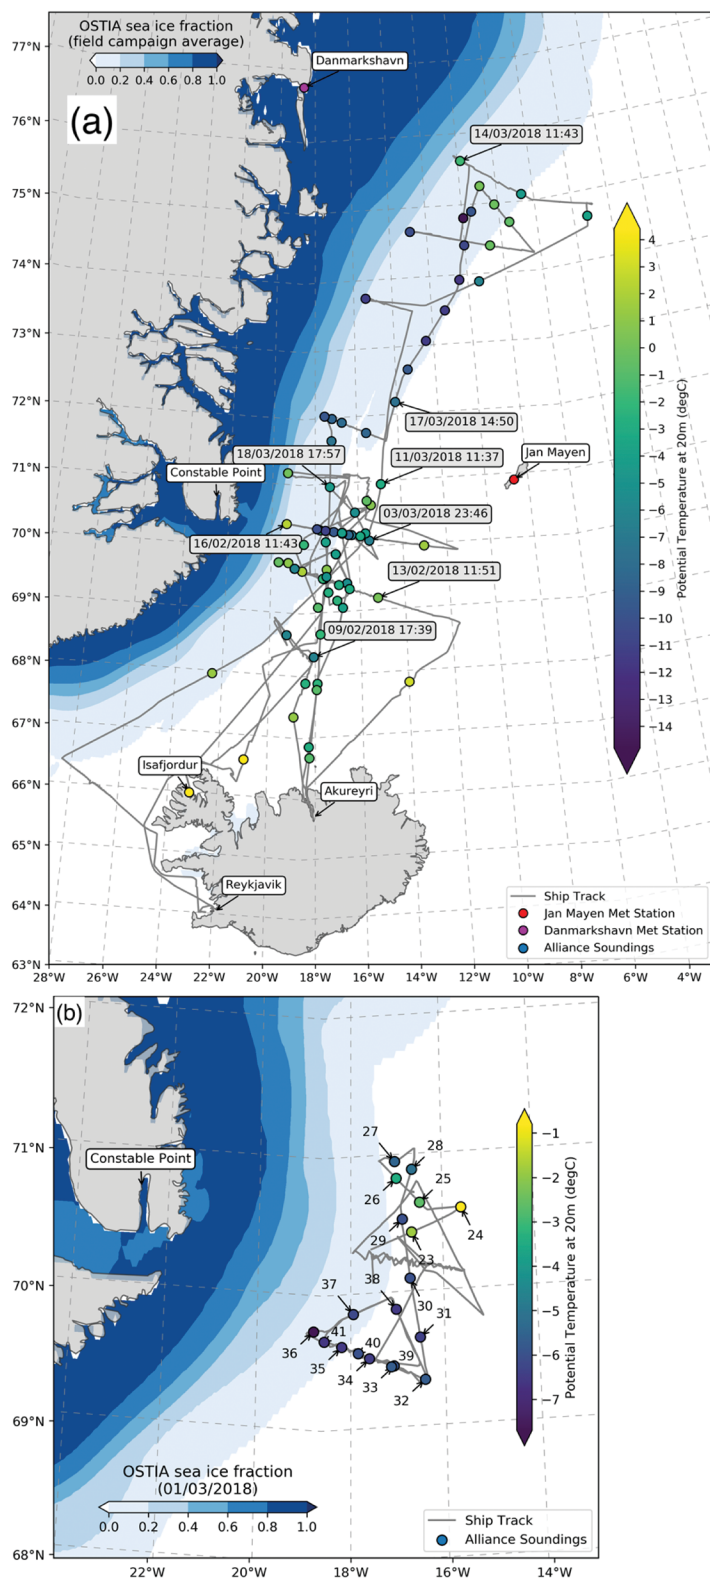 OSTIA sea ice fraction
(field campaign average)
0.0 0.2 0.4 0.6 0.8 1.0
(a)
77°N
76°N
75°N
74°N
73°N
72°N
71°N
70°N
69°N
68°N
67°N
66°N
65°N
64°N
63°N
Danmarkshavn
14/03/2018 11:43
17/03/2018 14:50
18/03/2018 17:57
11/03/2018 11:37
Jan Mayen
Constable Point
03/03/2018 23:46
16/02/2018 11:43
13/02/2018 11:51
09/02/2018 17:39
Isafjordur
Akureyri
Reykjavik
4
3
2
1
0
−1
−2
−3
−4
−5
−6
−7
−8
−9
−10
−11
−12
−13
−14
Potential Temperature at 20m (degC)
Ship Track
Jan Mayen Met Station
Danmarkshavn Met Station
Alliance Soundings
28°W 26°W 24°W 22°W 20°W 18°W 16°W 14°W 12°W 10°W 8°W 6°W 4°W
(b)
72°N
71°N
70°N
69°N
68°N
Constable Point
27
28
25
26
24
29
23
37
38
30
31
41
40
36
39
35
34
33
32
−1
−2
−3
−4
−5
−6
−7
Potential Temperature at 20m (degC)
OSTIA sea ice fraction
(01/03/2018)
0.0 0.2 0.4 0.6 0.8 1.0
Ship Track
Alliance Soundings
22°W 20°W 18°W 16°W 14°W